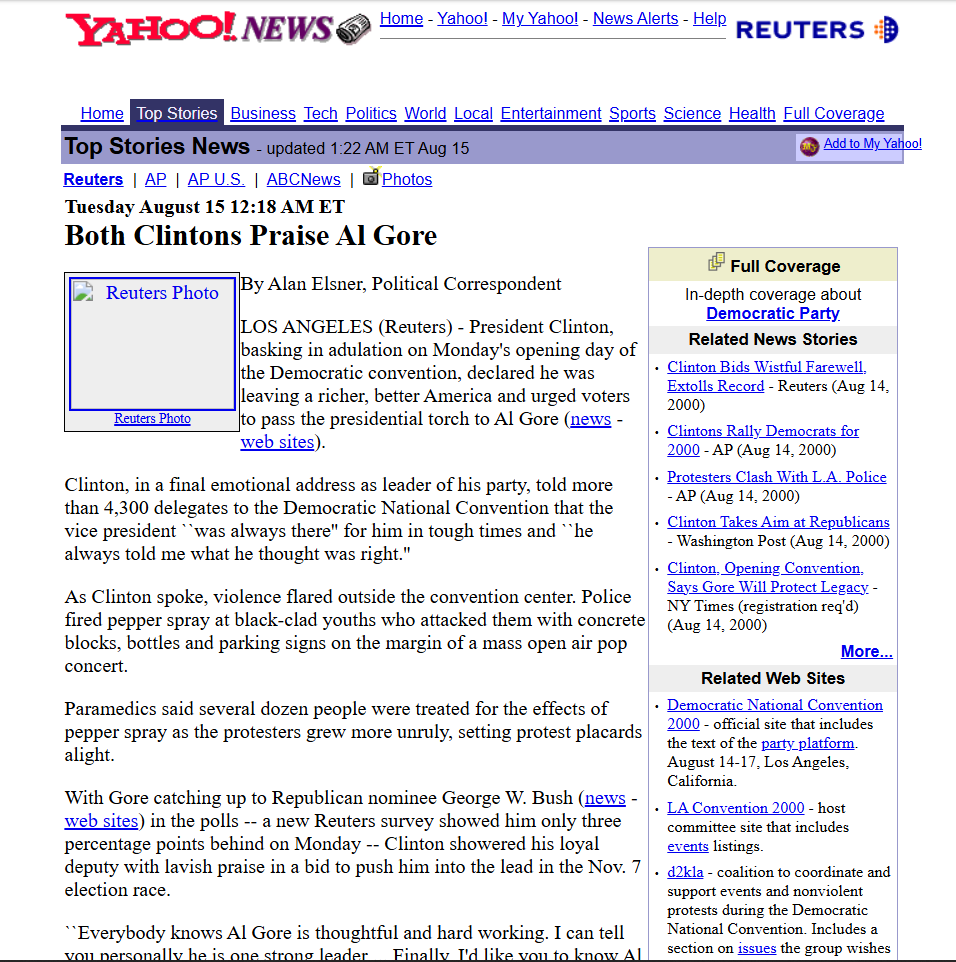 YAHOO! NEWS
Home - Yahoo! - My Yahoo! - News Alerts - Help
REUTERS
Home Top Stories Business Tech Politics World Local Entertainment Sports Science Health Full Coverage
Top Stories News - updated 1:22 AM ET Aug 15
Add to My Yahoo!
Reuters | AP | AP U.S. | ABCNews | Photos
Tuesday August 15 12:18 AM ET
Both Clintons Praise Al Gore
Reuters Photo
Reuters Photo
By Alan Elsner, Political Correspondent
LOS ANGELES (Reuters) - President Clinton,
basking in adulation on Monday's opening day of
the Democratic convention, declared he was
leaving a richer, better America and urged voters
to pass the presidential torch to Al Gore (news -
web sites).
Clinton, in a final emotional address as leader of his party, told more
than 4,300 delegates to the Democratic National Convention that the
vice president ``was always there'' for him in tough times and ``he
always told me what he thought was right.''
As Clinton spoke, violence flared outside the convention center. Police
fired pepper spray at black-clad youths who attacked them with concrete
blocks, bottles and parking signs on the margin of a mass open air pop
concert.
Paramedics said several dozen people were treated for the effects of
pepper spray as the protesters grew more unruly, setting protest placards
alight.
With Gore catching up to Republican nominee George W. Bush (news -
web sites) in the polls -- a new Reuters survey showed him only three
percentage points behind on Monday -- Clinton showered his loyal
deputy with lavish praise in a bid to push him into the lead in the Nov. 7
election race.
``Everybody knows Al Gore is thoughtful and hard working. I can tell
you personally he is one strong leader ... Finally, I'd like you to know Al
Full Coverage
In-depth coverage about
Democratic Party
Related News Stories
· Clinton Bids Wistful Farewell,
Extolls Record - Reuters (Aug 14,
2000)
· Clintons Rally Democrats for
2000 - AP (Aug 14, 2000)
· Protesters Clash With L.A. Police
- AP (Aug 14, 2000)
· Clinton Takes Aim at Republicans
- Washington Post (Aug 14, 2000)
· Clinton, Opening Convention,
Says Gore Will Protect Legacy -
NY Times (registration req'd)
(Aug 14, 2000)
More...
Related Web Sites
· Democratic National Convention
2000 - official site that includes
the text of the party platform.
August 14-17, Los Angeles,
California.
· LA Convention 2000 - host
committee site that includes
events listings.
· d2kla - coalition to coordinate and
support events and nonviolent
protests during the Democratic
National Convention. Includes a
section on issues the group wishes